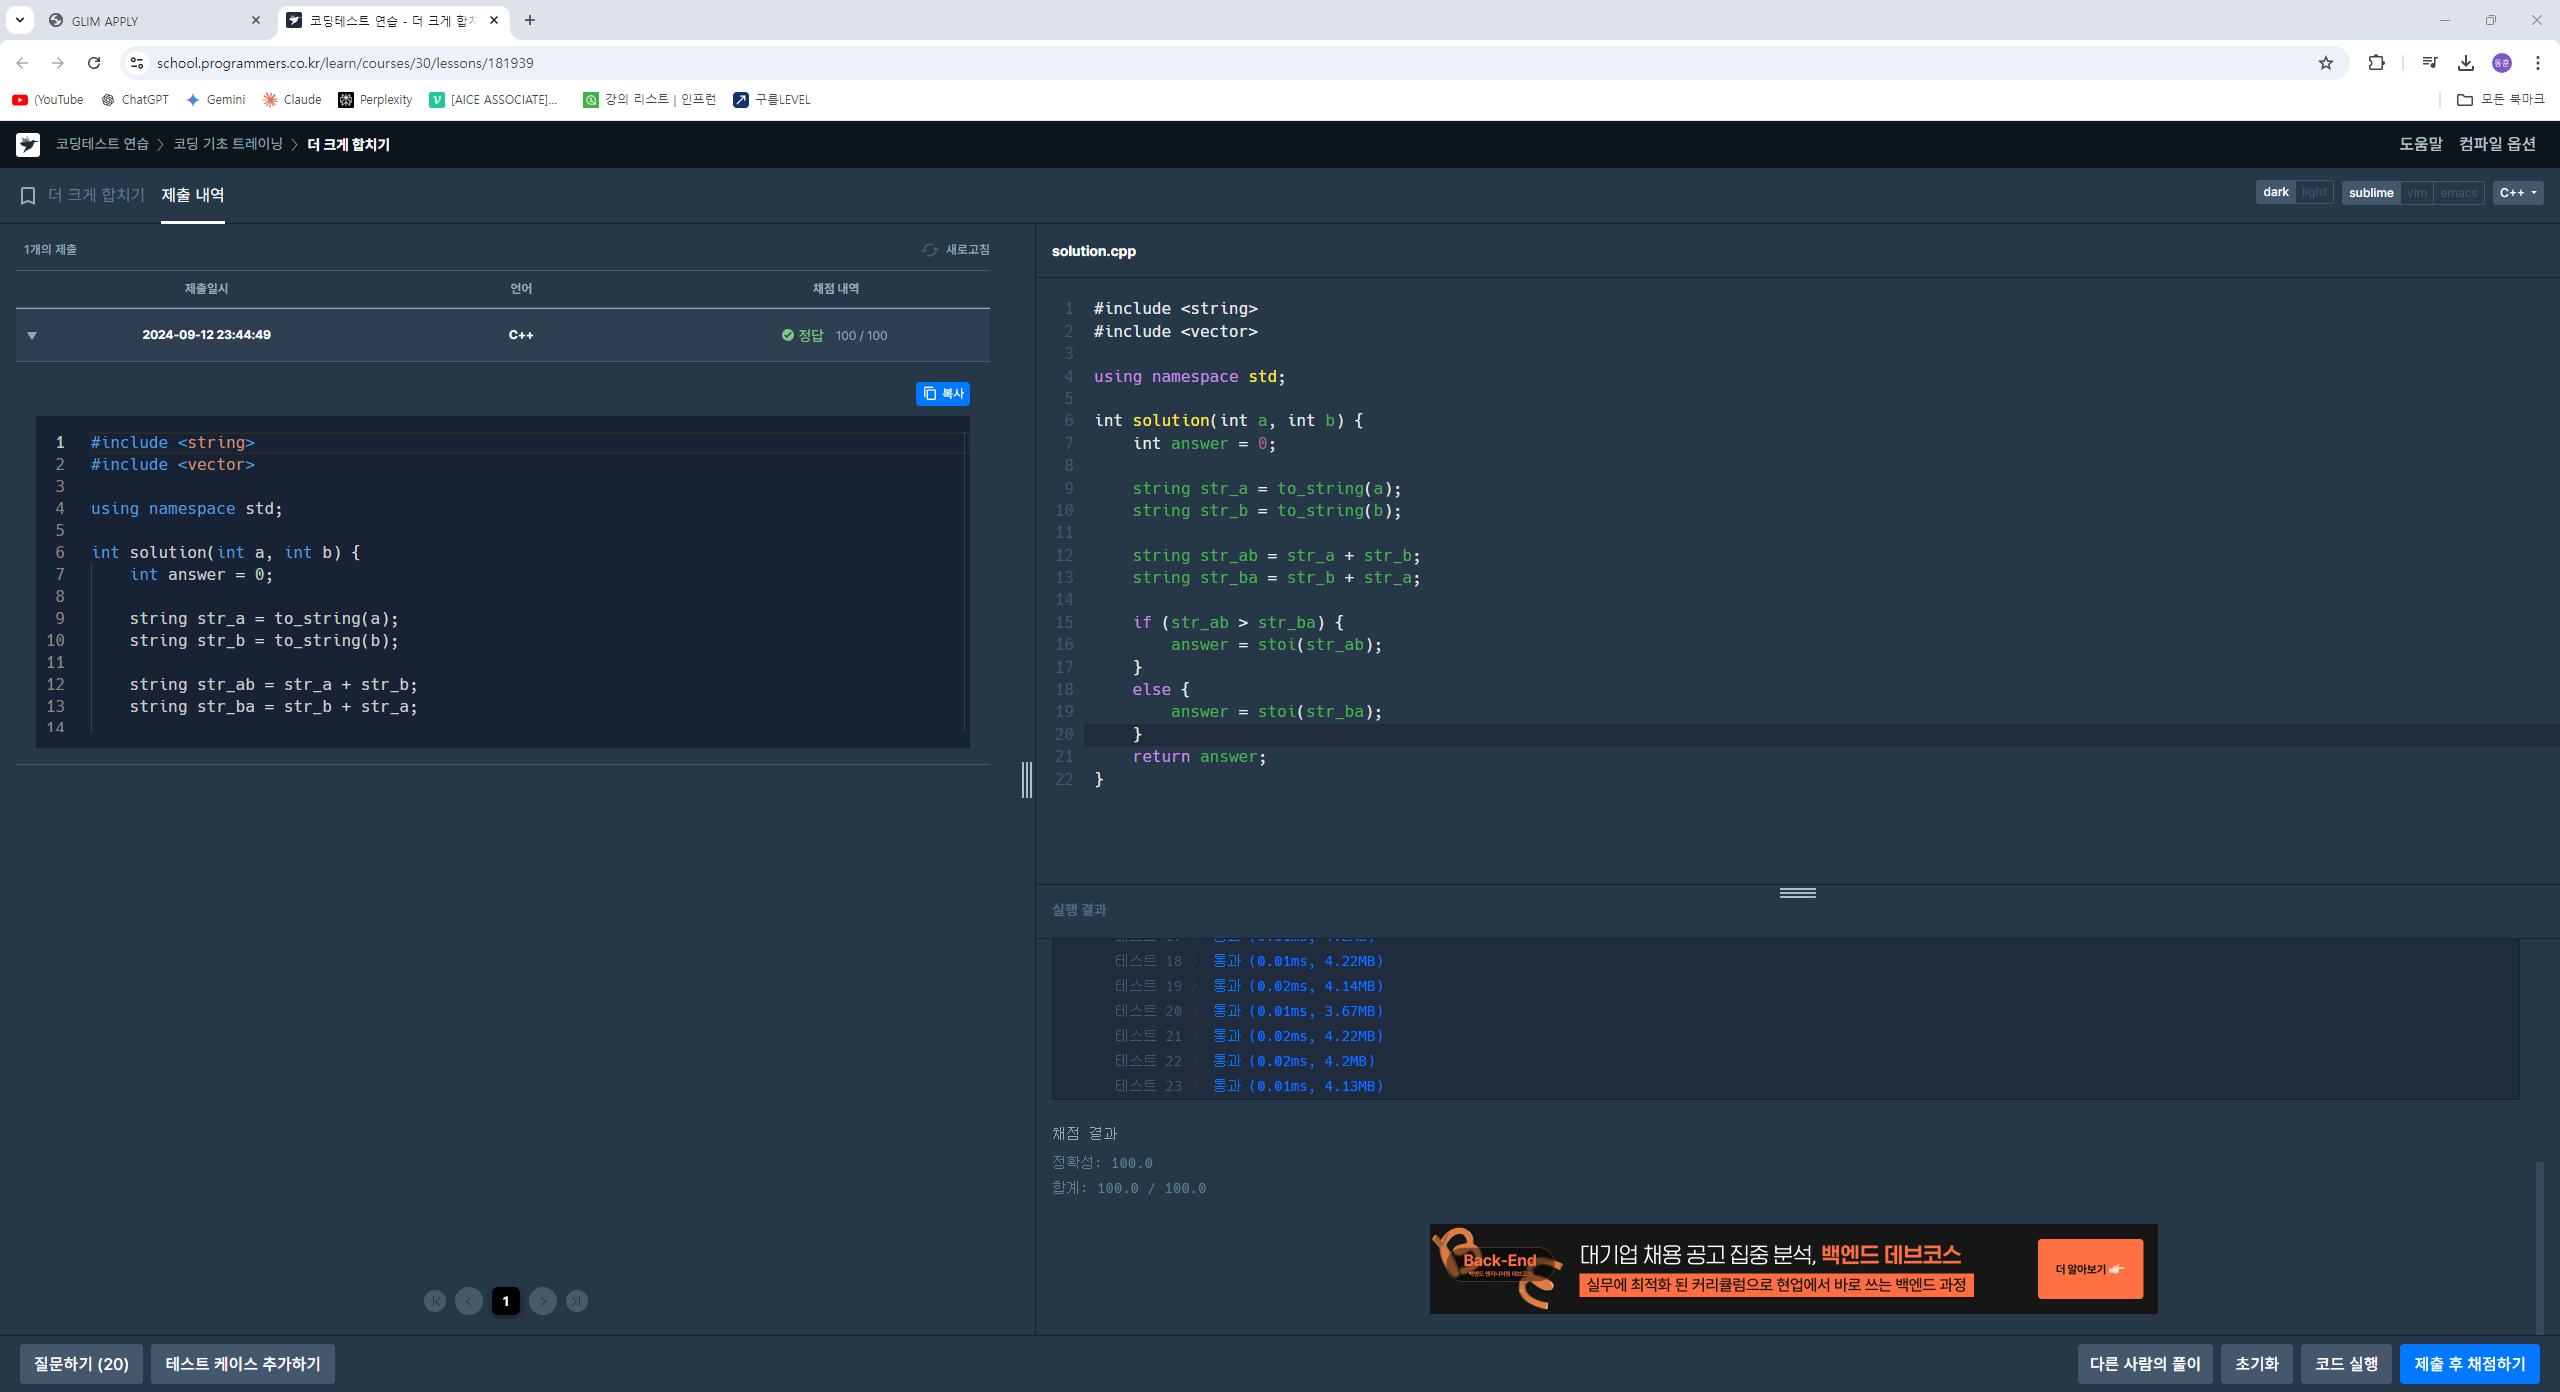 GLIM APPLY
코딩테스트 연습 - 더 크게 합치
school.programmers.co.kr/learn/courses/30/lessons/181939
동훈
(YouTube
ChatGPT
Gemini
Claude
Perplexity
[AICE ASSOCIATE]...
강의 리스트 | 인프런
구름LEVEL
모든 북마크
코딩테스트 연습 > 코딩 기초 트레이닝 > 더 크게 합치기
도움말 컴파일 옵션
더 크게 합치기 제출 내역
dark light sublime vim emacs C++
1개의 제출
새로고침
제출일시 언어 채점 내역
2024-09-12 23:44:49 C++ 정답 100 / 100
복사
1 #include <string>
2 #include <vector>
3
4 using namespace std;
5
6 int solution(int a, int b) {
7     int answer = 0;
8
9     string str_a = to_string(a);
10     string str_b = to_string(b);
11
12     string str_ab = str_a + str_b;
13     string str_ba = str_b + str_a;
14
1
solution.cpp
1 #include <string>
2 #include <vector>
3
4 using namespace std;
5
6 int solution(int a, int b) {
7     int answer = 0;
8
9     string str_a = to_string(a);
10     string str_b = to_string(b);
11
12     string str_ab = str_a + str_b;
13     string str_ba = str_b + str_a;
14
15     if (str_ab > str_ba) {
16         answer = stoi(str_ab);
17     }
18     else {
19         answer = stoi(str_ba);
20     }
21     return answer;
22 }
실행 결과
테스트 18 〉 통과 (0.01ms, 4.22MB)
테스트 19 〉 통과 (0.02ms, 4.14MB)
테스트 20 〉 통과 (0.01ms, 3.67MB)
테스트 21 〉 통과 (0.02ms, 4.22MB)
테스트 22 〉 통과 (0.02ms, 4.2MB)
테스트 23 〉 통과 (0.01ms, 4.13MB)
채점 결과
정확성: 100.0
합계: 100.0 / 100.0
Back-End
대기업 채용 공고 집중 분석, 백엔드 데브코스
실무에 최적화 된 커리큘럼으로 현업에서 바로 쓰는 백엔드 과정
더 알아보기
질문하기 (20) 테스트 케이스 추가하기
다른 사람의 풀이 초기화 코드 실행 제출 후 채점하기